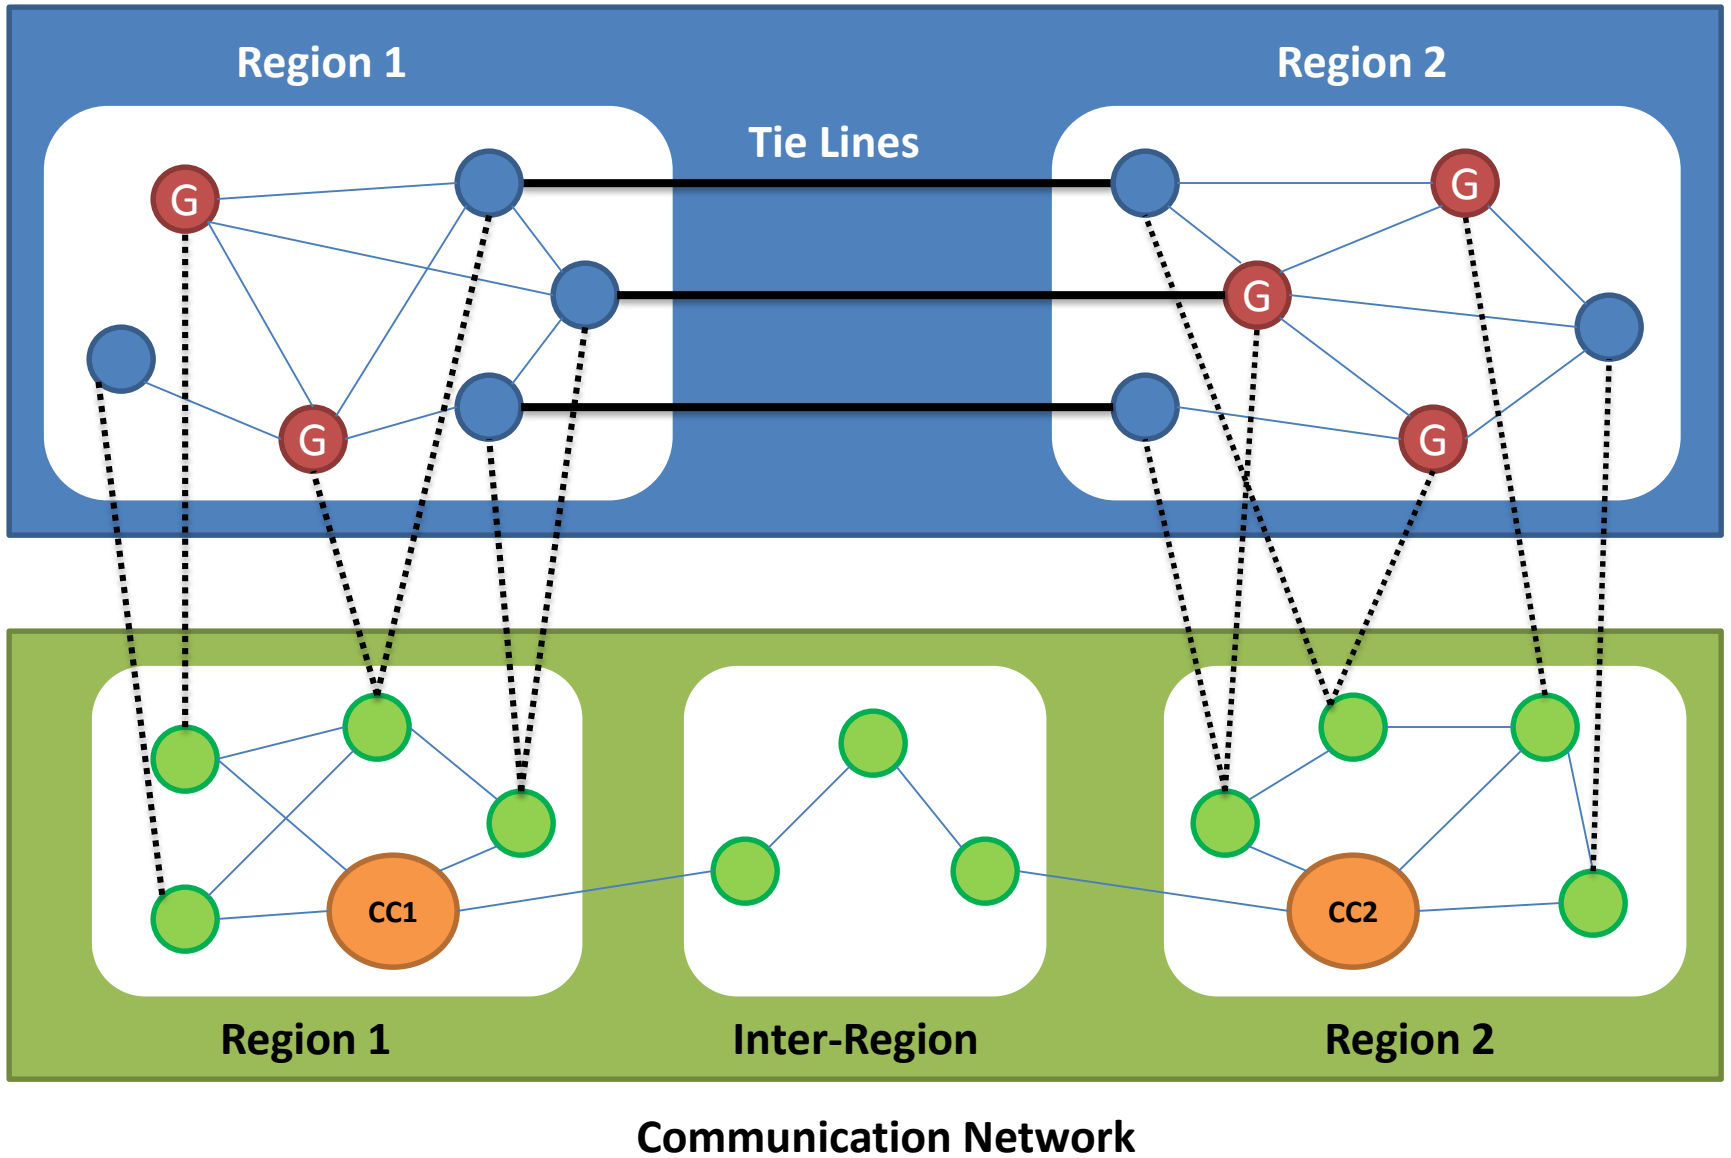 Region 1
Region 2
Tie Lines
G
G
G
G
G
CC1
CC2
Region 1
Inter-Region
Region 2
Communication Network